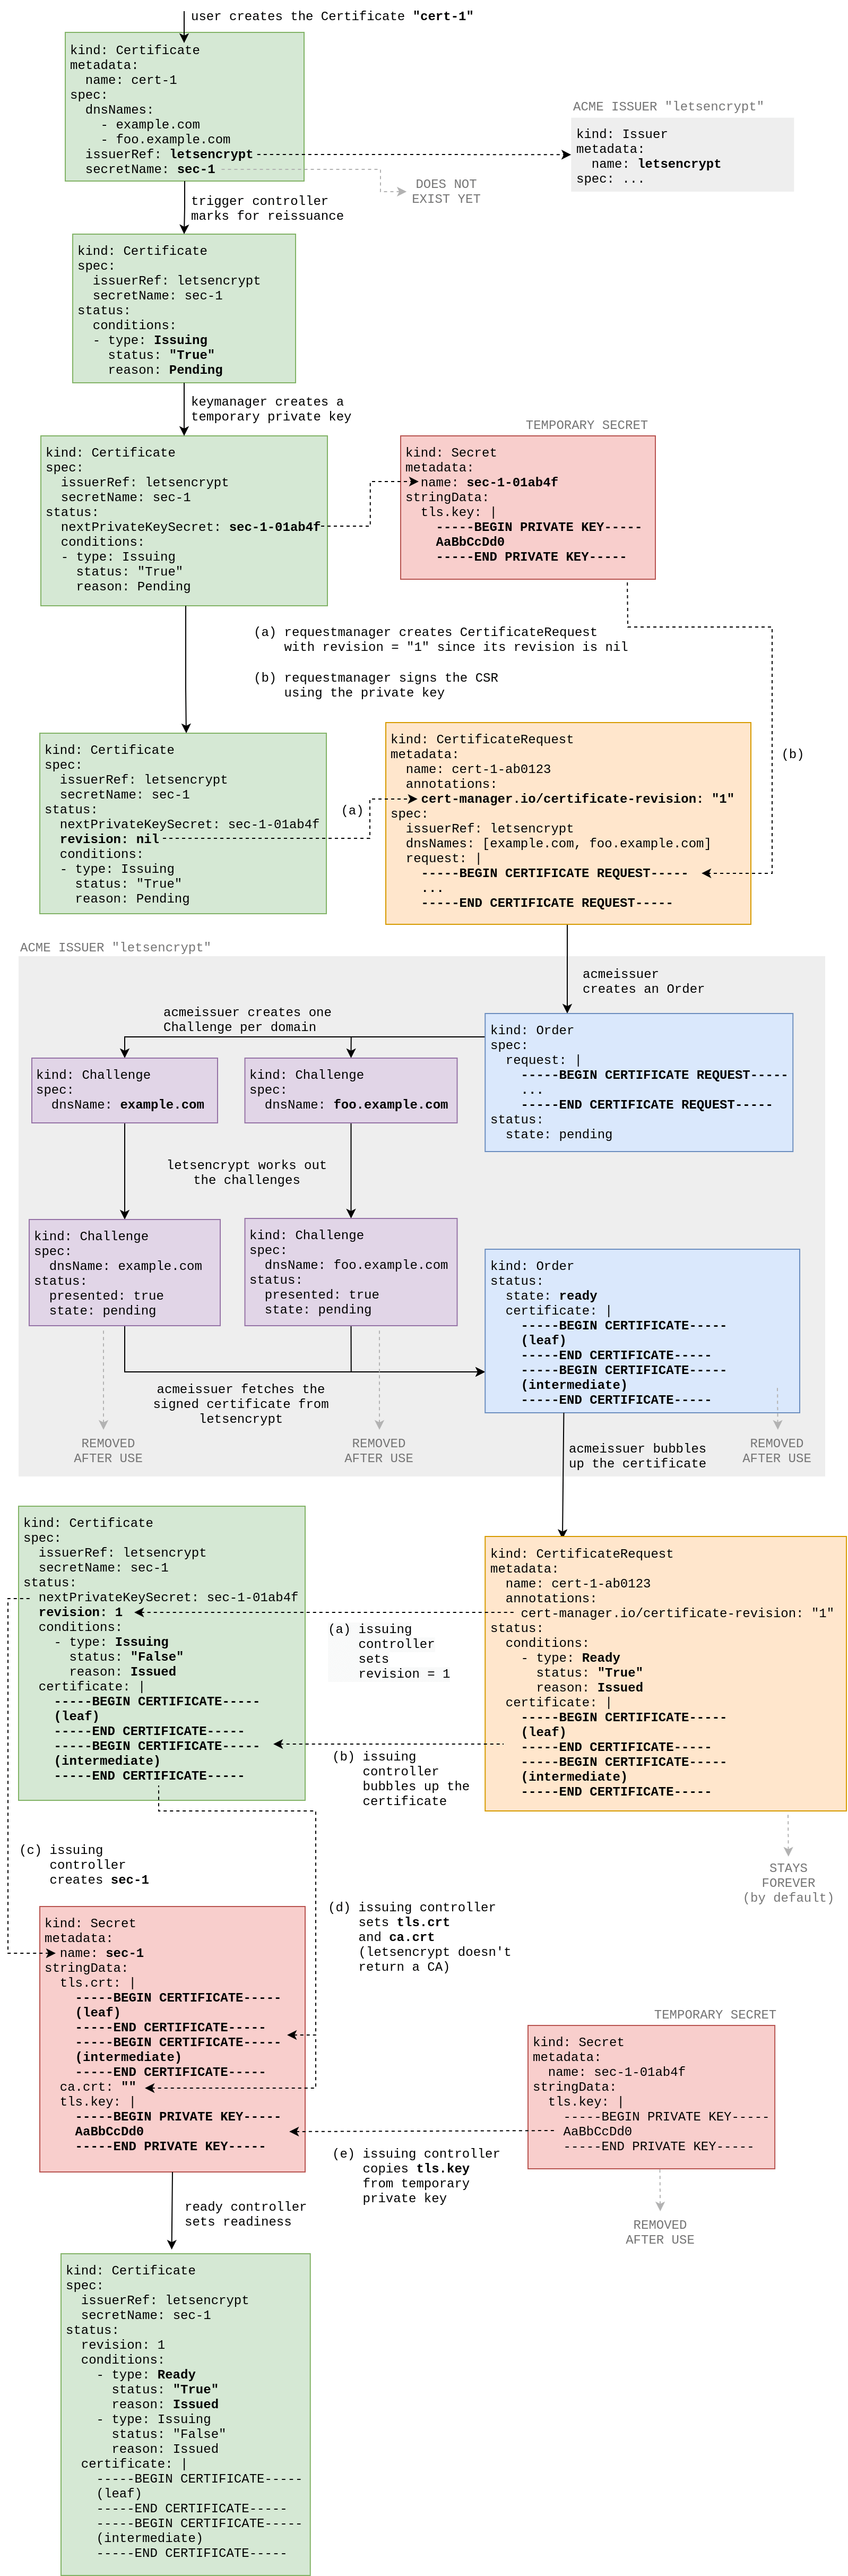 user creates the Certificate "cert-1"
kind: Certificate
metadata:
  name: cert-1
spec:
  dnsNames:
    - example.com
    - foo.example.com
  issuerRef: letsencrypt
  secretName: sec-1
ACME ISSUER "letsencrypt"
kind: Issuer
metadata:
  name: letsencrypt
spec: ...
DOES NOT
EXIST YET
trigger controller
marks for reissuance
kind: Certificate
spec:
  issuerRef: letsencrypt
  secretName: sec-1
status:
  conditions:
  - type: Issuing
    status: "True"
    reason: Pending
keymanager creates a
temporary private key
kind: Certificate
spec:
  issuerRef: letsencrypt
  secretName: sec-1
status:
  nextPrivateKeySecret: sec-1-01ab4f
  conditions:
  - type: Issuing
    status: "True"
    reason: Pending
TEMPORARY SECRET
kind: Secret
metadata:
  name: sec-1-01ab4f
stringData:
  tls.key: |
    -----BEGIN PRIVATE KEY-----
    AaBbCcDd0
    -----END PRIVATE KEY-----
(a) requestmanager creates CertificateRequest
    with revision = "1" since its revision is nil
(b) requestmanager signs the CSR
    using the private key
kind: Certificate
spec:
  issuerRef: letsencrypt
  secretName: sec-1
status:
  nextPrivateKeySecret: sec-1-01ab4f
  revision: nil
  conditions:
  - type: Issuing
    status: "True"
    reason: Pending
(a)
kind: CertificateRequest
metadata:
  name: cert-1-ab0123
  annotations:
    cert-manager.io/certificate-revision: "1"
spec:
  issuerRef: letsencrypt
  dnsNames: [example.com, foo.example.com]
  request: |
    -----BEGIN CERTIFICATE REQUEST-----
    ...
    -----END CERTIFICATE REQUEST-----
(b)
ACME ISSUER "letsencrypt"
acmeissuer
creates an Order
acmeissuer creates one
Challenge per domain
kind: Order
spec:
  request: |
    -----BEGIN CERTIFICATE REQUEST-----
    ...
    -----END CERTIFICATE REQUEST-----
status:
  state: pending
kind: Challenge
spec:
  dnsName: example.com
kind: Challenge
spec:
  dnsName: foo.example.com
letsencrypt works out
the challenges
kind: Challenge
spec:
  dnsName: example.com
status:
  presented: true
  state: pending
kind: Challenge
spec:
  dnsName: foo.example.com
status:
  presented: true
  state: pending
kind: Order
status:
  state: ready
  certificate: |
    -----BEGIN CERTIFICATE-----
    (leaf)
    -----END CERTIFICATE-----
    -----BEGIN CERTIFICATE-----
    (intermediate)
    -----END CERTIFICATE-----
acmeissuer fetches the
signed certificate from
letsencrypt
REMOVED
AFTER USE
REMOVED
AFTER USE
acmeissuer bubbles
up the certificate
REMOVED
AFTER USE
kind: Certificate
spec:
  issuerRef: letsencrypt
  secretName: sec-1
status:
  nextPrivateKeySecret: sec-1-01ab4f
  revision: 1
  conditions:
    - type: Issuing
      status: "False"
      reason: Issued
  certificate: |
    -----BEGIN CERTIFICATE-----
    (leaf)
    -----END CERTIFICATE-----
    -----BEGIN CERTIFICATE-----
    (intermediate)
    -----END CERTIFICATE-----
(a) issuing
    controller
    sets
    revision = 1
(b) issuing
    controller
    bubbles up the
    certificate
kind: CertificateRequest
metadata:
  name: cert-1-ab0123
  annotations:
    cert-manager.io/certificate-revision: "1"
status:
  conditions:
    - type: Ready
      status: "True"
      reason: Issued
  certificate: |
    -----BEGIN CERTIFICATE-----
    (leaf)
    -----END CERTIFICATE-----
    -----BEGIN CERTIFICATE-----
    (intermediate)
    -----END CERTIFICATE-----
STAYS
FOREVER
(by default)
(c) issuing
    controller
    creates sec-1
(d) issuing controller
    sets tls.crt
    and ca.crt
    (letsencrypt doesn't
    return a CA)
kind: Secret
metadata:
  name: sec-1
stringData:
  tls.crt: |
    -----BEGIN CERTIFICATE-----
    (leaf)
    -----END CERTIFICATE-----
    -----BEGIN CERTIFICATE-----
    (intermediate)
    -----END CERTIFICATE-----
  ca.crt: ""
  tls.key: |
    -----BEGIN PRIVATE KEY-----
    AaBbCcDd0
    -----END PRIVATE KEY-----
TEMPORARY SECRET
kind: Secret
metadata:
  name: sec-1-01ab4f
stringData:
  tls.key: |
    -----BEGIN PRIVATE KEY-----
    AaBbCcDd0
    -----END PRIVATE KEY-----
(e) issuing controller
    copies tls.key
    from temporary
    private key
REMOVED
AFTER USE
ready controller
sets readiness
kind: Certificate
spec:
  issuerRef: letsencrypt
  secretName: sec-1
status:
  revision: 1
  conditions:
    - type: Ready
      status: "True"
      reason: Issued
    - type: Issuing
      status: "False"
      reason: Issued
  certificate: |
    -----BEGIN CERTIFICATE-----
    (leaf)
    -----END CERTIFICATE-----
    -----BEGIN CERTIFICATE-----
    (intermediate)
    -----END CERTIFICATE-----